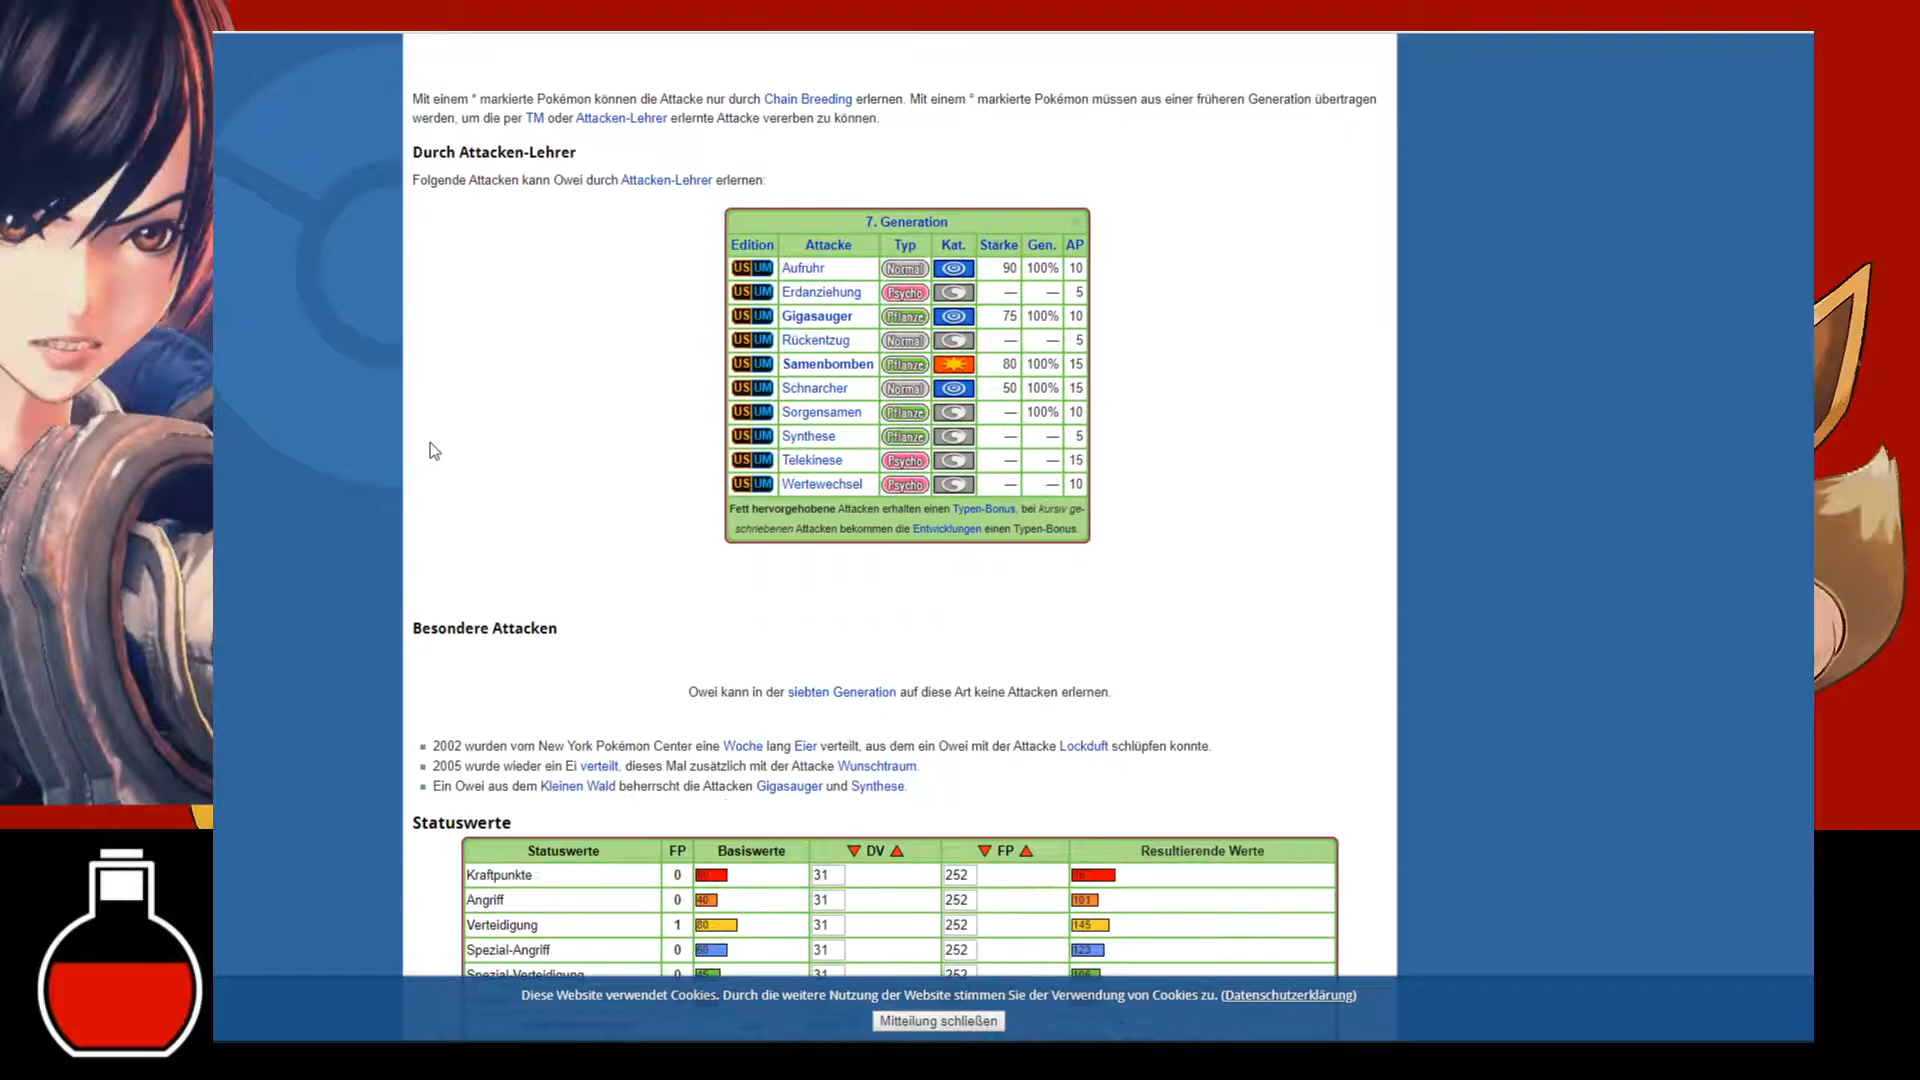 Mit einem * markierte Pokémon können die Attacke nur durch Chain Breeding erlernen. Mit einem ° markierte Pokémon müssen aus einer früheren Generation übertragen
werden, um die per TM oder Attacken-Lehrer erlernte Attacke vererben zu können.
Durch Attacken-Lehrer
Folgende Attacken kann Owei durch Attacken-Lehrer erlernen:
7. Generation
Edition Attacke Typ Kat. Stärke Gen. AP
US UM Aufruhr Normal 90 100% 10
US UM Erdanziehung Psycho — — 5
US UM Gigasauger Pflanze 75 100% 10
US UM Rückentzug Normal — — 5
US UM Samenbomben Pflanze 80 100% 15
US UM Schnarcher Normal 50 100% 15
US UM Sorgensamen Pflanze — 100% 10
US UM Synthese Pflanze — — 5
US UM Telekinese Psycho — — 15
US UM Wertewechsel Psycho — — 10
Fett hervorgehobene Attacken erhalten einen Typen-Bonus, bei kursiv ge-
schriebenen Attacken bekommen die Entwicklungen einen Typen-Bonus.
Besondere Attacken
Owei kann in der siebten Generation auf diese Art keine Attacken erlernen.
▪ 2002 wurden vom New York Pokémon Center eine Woche lang Eier verteilt, aus dem ein Owei mit der Attacke Lockduft schlüpfen konnte.
▪ 2005 wurde wieder ein Ei verteilt, dieses Mal zusätzlich mit der Attacke Wunschtraum.
▪ Ein Owei aus dem Kleinen Wald beherrscht die Attacken Gigasauger und Synthese.
Statuswerte
Statuswerte FP Basiswerte ▼ DV ▲ ▼ FP ▲ Resultierende Werte
Kraftpunkte 0 60 31 252
Angriff 0 40 31 252 101
Verteidigung 1 80 31 252 145
Spezial-Angriff 0 60 31 252 123
Spezial-Verteidigung 0 45 31 252 106
Diese Website verwendet Cookies. Durch die weitere Nutzung der Website stimmen Sie der Verwendung von Cookies zu. (Datenschutzerklärung)
Mitteilung schließen